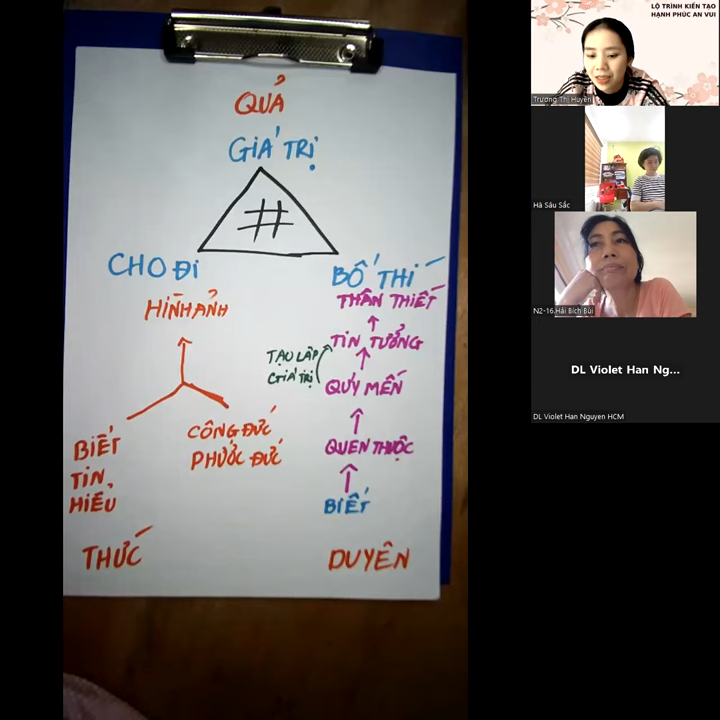 QUẢ
GIÁ TRỊ
#
CHO ĐI
BỐ THÍ
HÌNH ẢNH
THÂN THIẾT
TIN TƯỞNG
TẠO LẬP
GIÁ TRỊ
QUÝ MẾN
BIẾT
TIN
HIỂU
CÔNG ĐỨC
PHƯỚC ĐỨC
QUEN THUỘC
BIẾT
THỨC
DUYÊN
LỘ TRÌNH KIẾN TẠO
HẠNH PHÚC AN VUI
Trương Thị Huyền
Hà Sâu Sắc
N2-16.Hải Bích Bùi
DL Violet Han Ng...
DL Violet Han Nguyen HCM